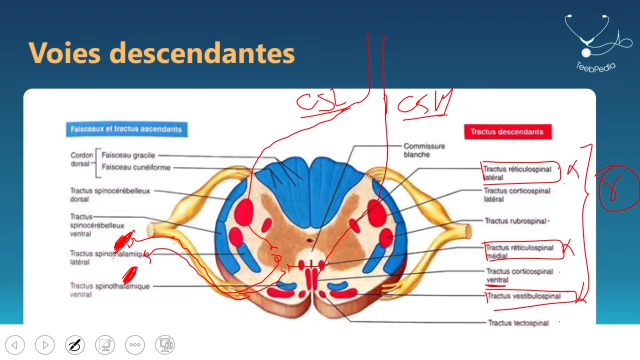 Voies descendantes
TeebPedia
CSL
CSV
Faisceaux et tractus ascendants
Tractus descendants
Cordon dorsal
Faisceau gracile
Faisceau cunéiforme
Tractus spinocérébelleux
dorsal
Tractus
spinocérébelleux
ventral
Tractus spinothalamique
latéral
Tractus spinothalamique
ventral
Commissure
blanche
Tractus réticulospinal
latéral
Tractus corticospinal
latéral
Tractus rubrospinal
Tractus réticulospinal
médial
Tractus corticospinal
ventral
Tractus vestibulospinal
Tractus tectospinal